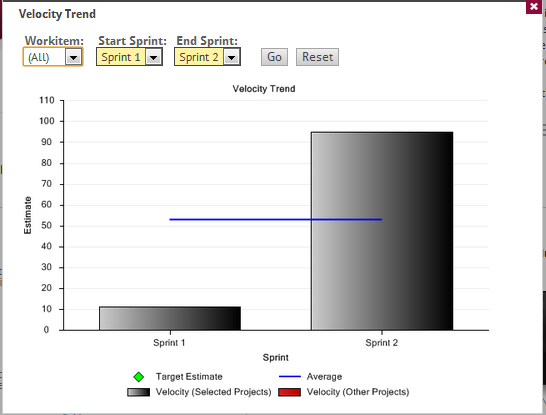 Velocity Trend
Workitem: Start Sprint: End Sprint:
(All) Sprint 1 Sprint 2 Go Reset
Velocity Trend
110
100
90
80
70
60
50
40
30
20
10
0
Estimate
Sprint 1 Sprint 2
Sprint
Target Estimate Average
Velocity (Selected Projects) Velocity (Other Projects)